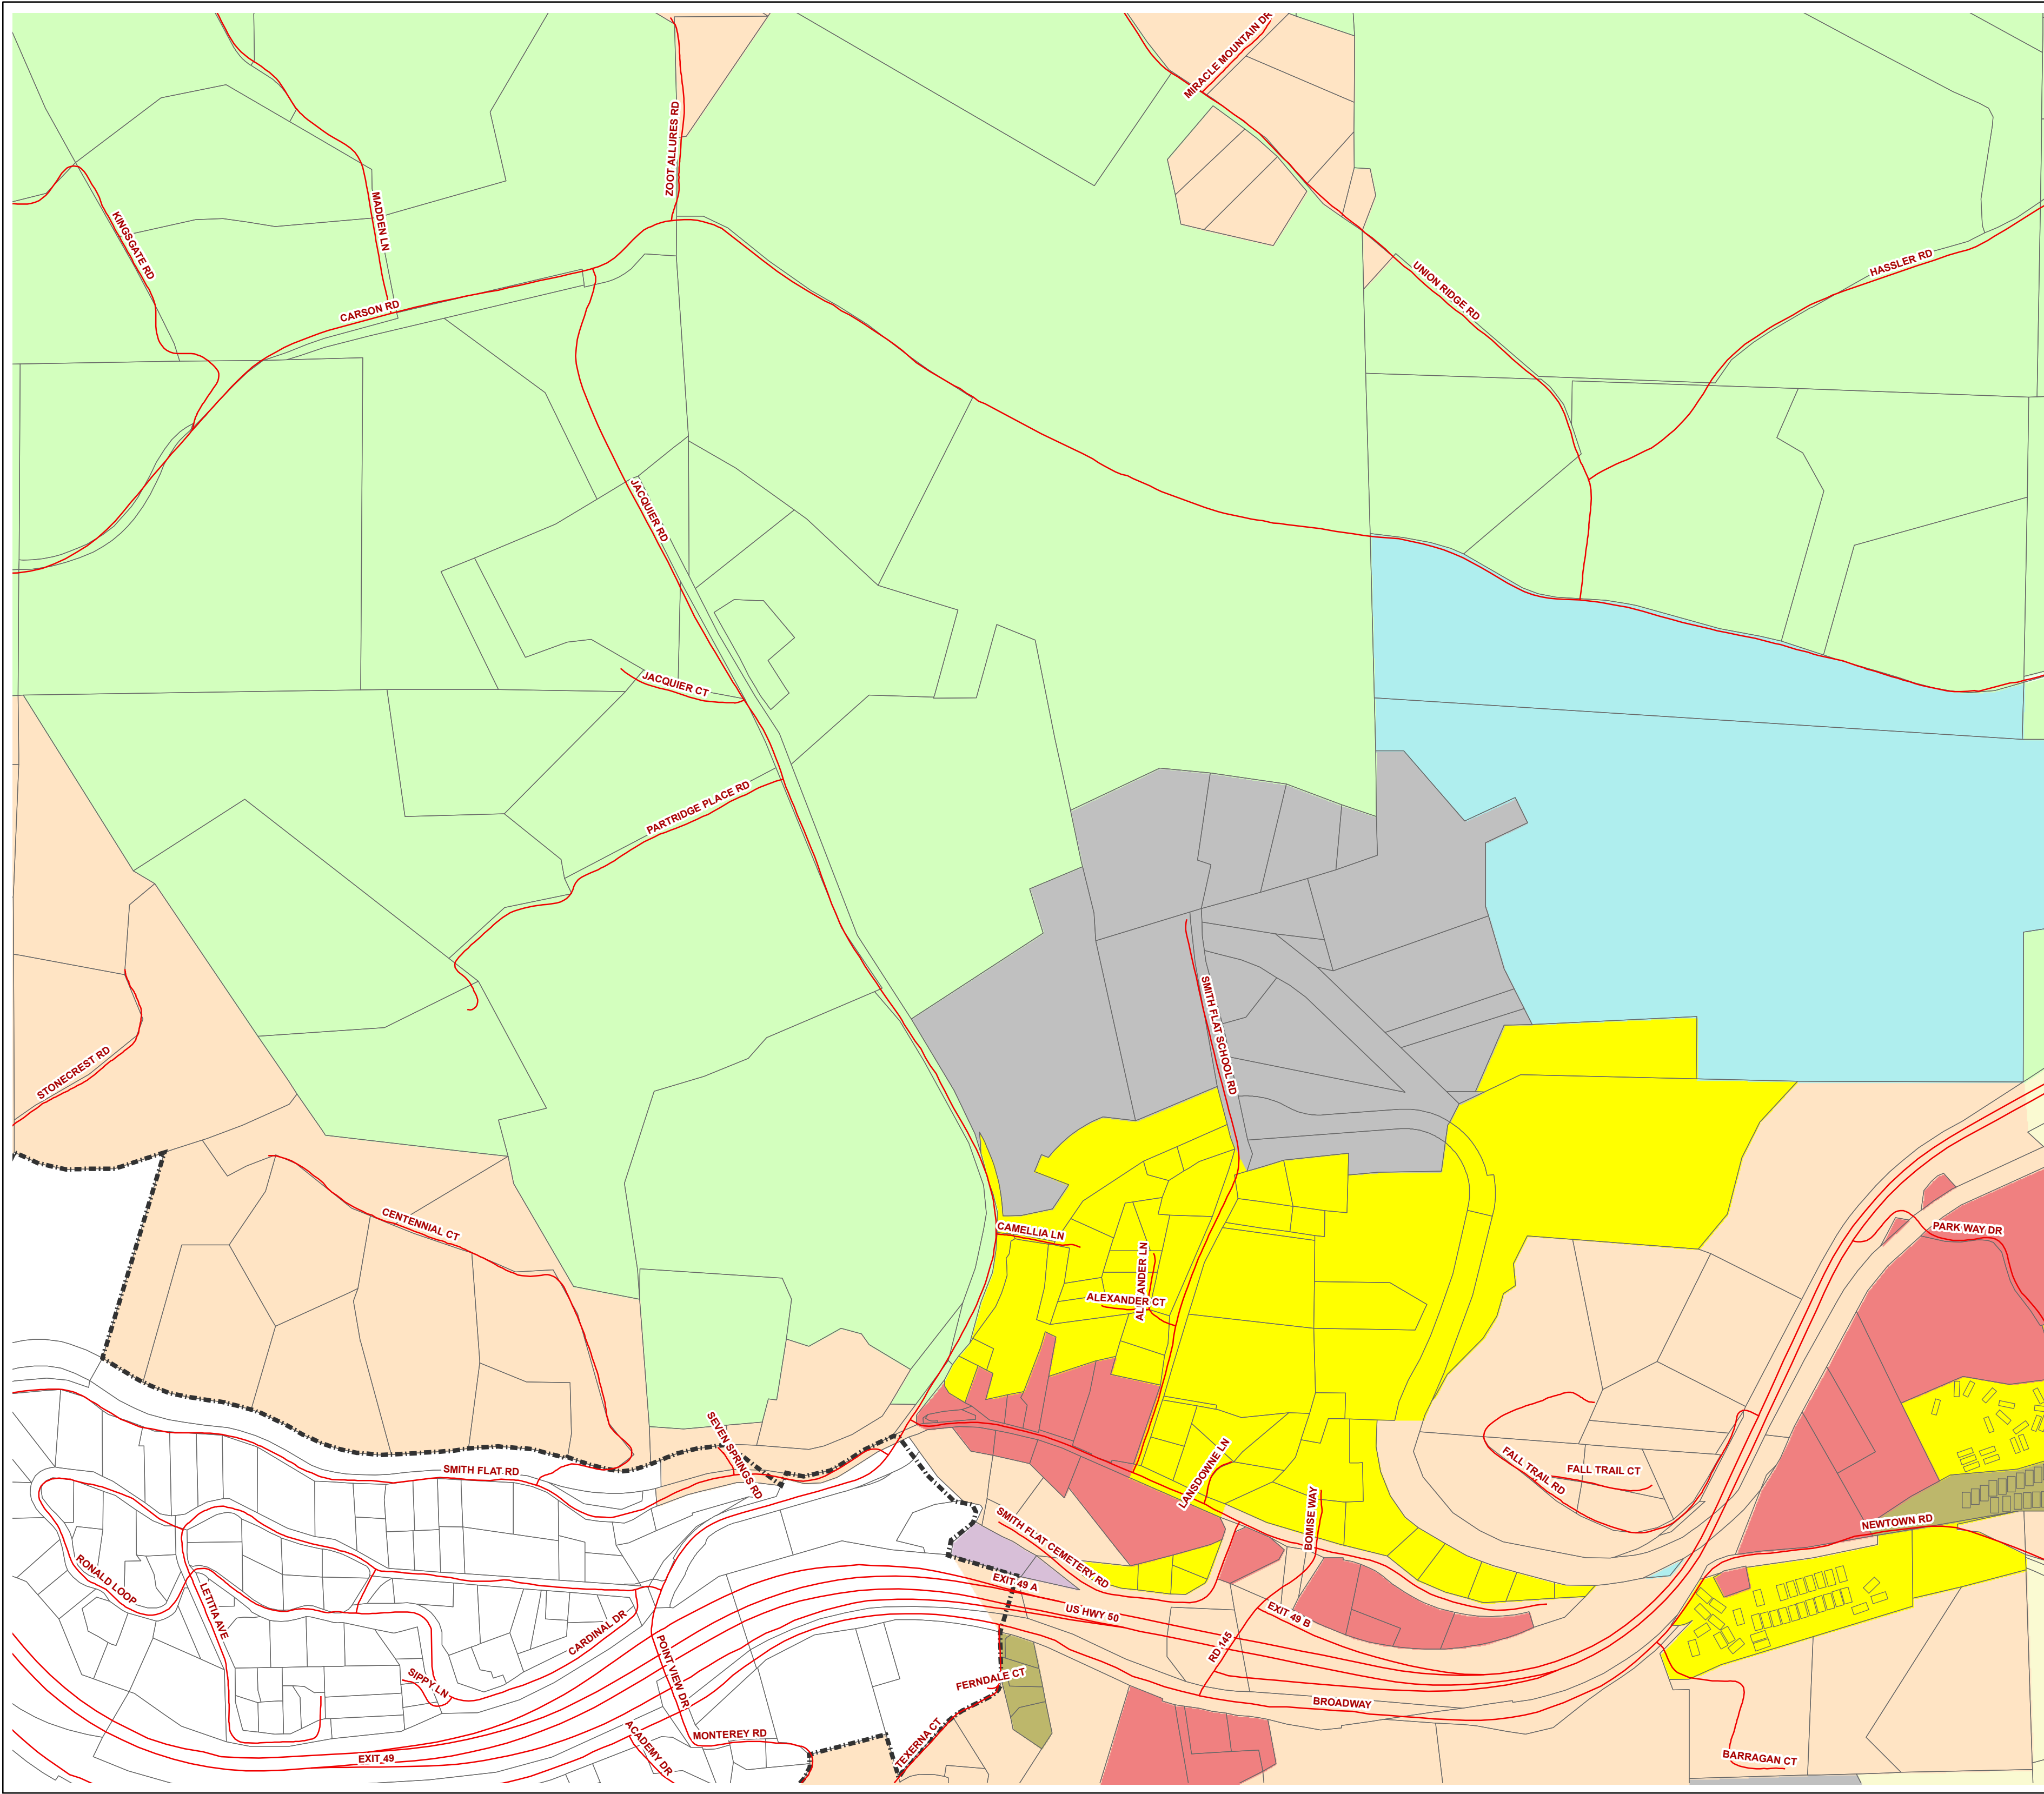 MIRACLE MOUNTAIN DR
ZOOT ALLURES RD
MADDEN LN
KINGSGATE RD
HASSLER RD
UNION RIDGE RD
CARSON RD
JACQUIER RD
JACQUIER CT
PARTRIDGE PLACE RD
SMITH FLAT SCHOOL RD
STONECREST RD
CENTENNIAL CT
CAMELLIA LN
PARK WAY DR
ALEXANDER LN
ALEXANDER CT
SEVEN SPRINGS RD
SMITH FLAT RD
LANSDOWNE LN
FALL TRAIL RD
FALL TRAIL CT
BOMISE WAY
NEWTOWN RD
SMITH FLAT CEMETERY RD
RONALD LOOP
LETITIA AVE
EXIT 49 A
US HWY 50
EXIT 49 B
CARDINAL DR
POINT VIEW DR
RD 145
SIPPY LN
FERNDALE CT
BROADWAY
MONTEREY RD
ACADEMY DR
TEXERNA CT
EXIT 49
BARRAGAN CT